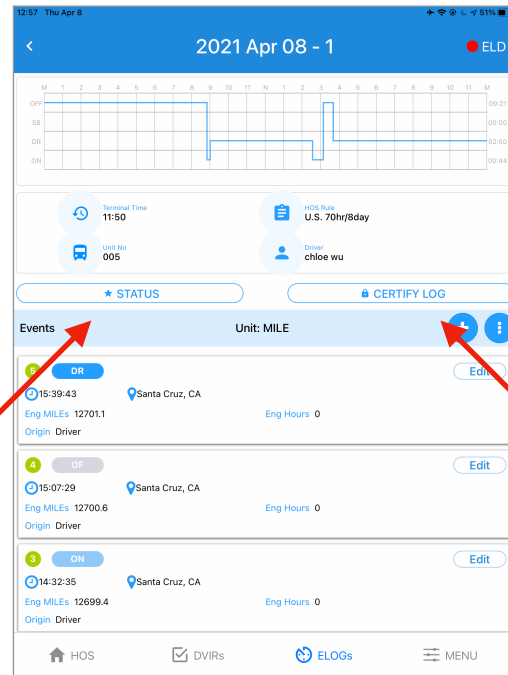 12:57 Thu Apr 8 51%
2021 Apr 08 - 1 ELD
M 1 2 3 4 5 6 7 8 9 10 11 N 1 2 3 4 5 6 7 8 9 10 11 M
OFF 09:21
SB 00:00
DR 02:50
ON 00:44
Terminal Time HOS Rule
11:50 U.S. 70hr/8day
Unit No Driver
005 chloe wu
STATUS CERTIFY LOG
Events Unit: MILE
5 DR Edit
15:39:43 Santa Cruz, CA
Eng MILEs 12701.1 Eng Hours 0
Origin Driver
4 OF Edit
15:07:29 Santa Cruz, CA
Eng MILEs 12700.6 Eng Hours 0
Origin Driver
3 ON Edit
14:32:35 Santa Cruz, CA
Eng MILEs 12699.4 Eng Hours 0
Origin Driver
HOS DVIRs ELOGs MENU